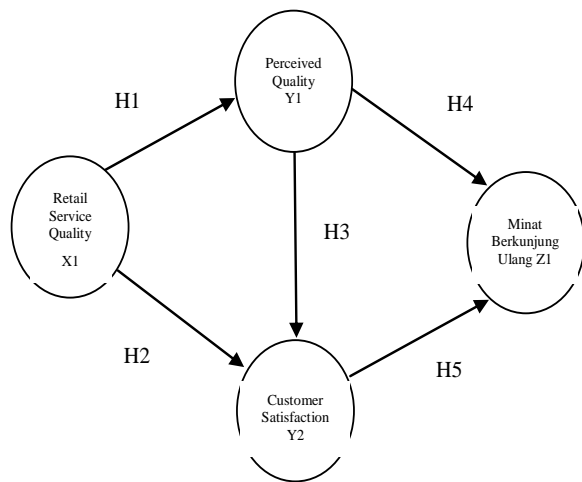 Perceived
Quality
Y1
H1
H4
Retail
Service
Quality
X1
H3
Minat
Berkunjung
Ulang Z1
H2
H5
Customer
Satisfaction
Y2